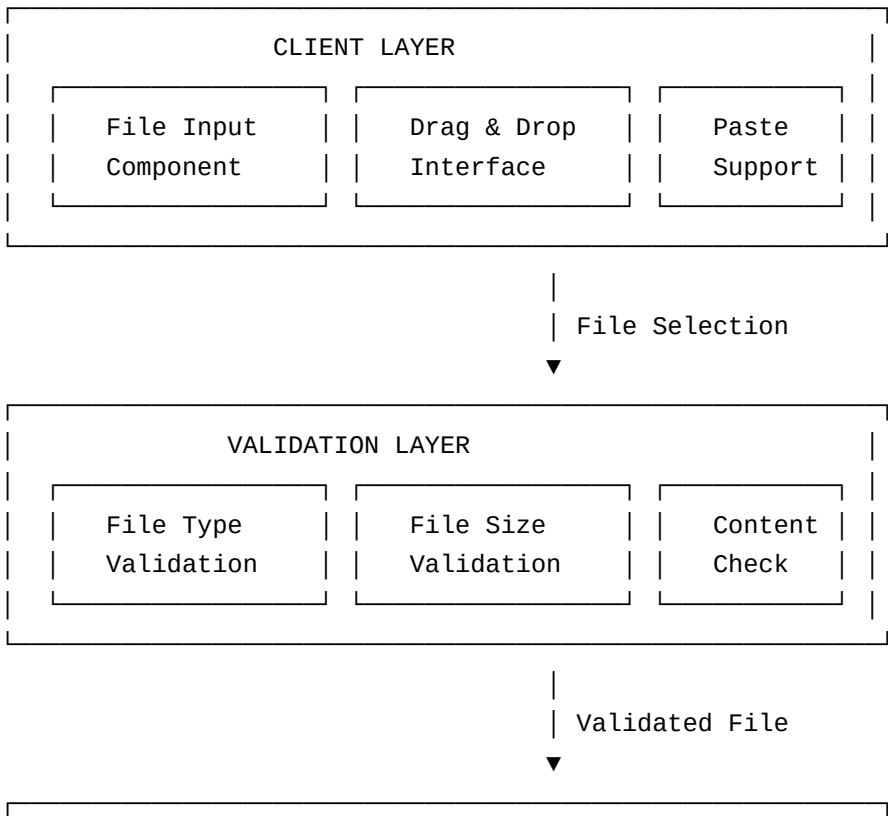 CLIENT LAYER
File Input Drag & Drop Paste
Component Interface Support
File Selection
VALIDATION LAYER
File Type File Size Content
Validation Validation Check
Validated File